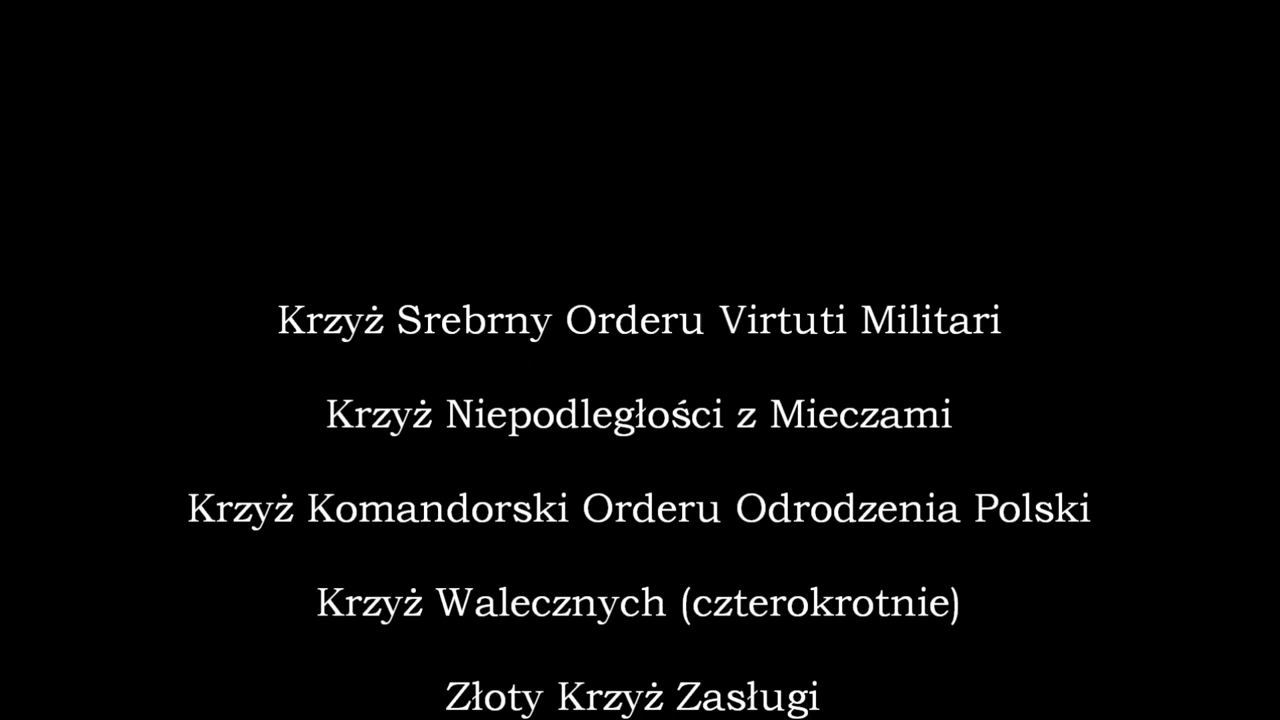 Krzyż Srebrny Orderu Virtuti Militari
Krzyż Niepodległości z Mieczami
Krzyż Komandorski Orderu Odrodzenia Polski
Krzyż Walecznych (czterokrotnie)
Złoty Krzyż Zasługi